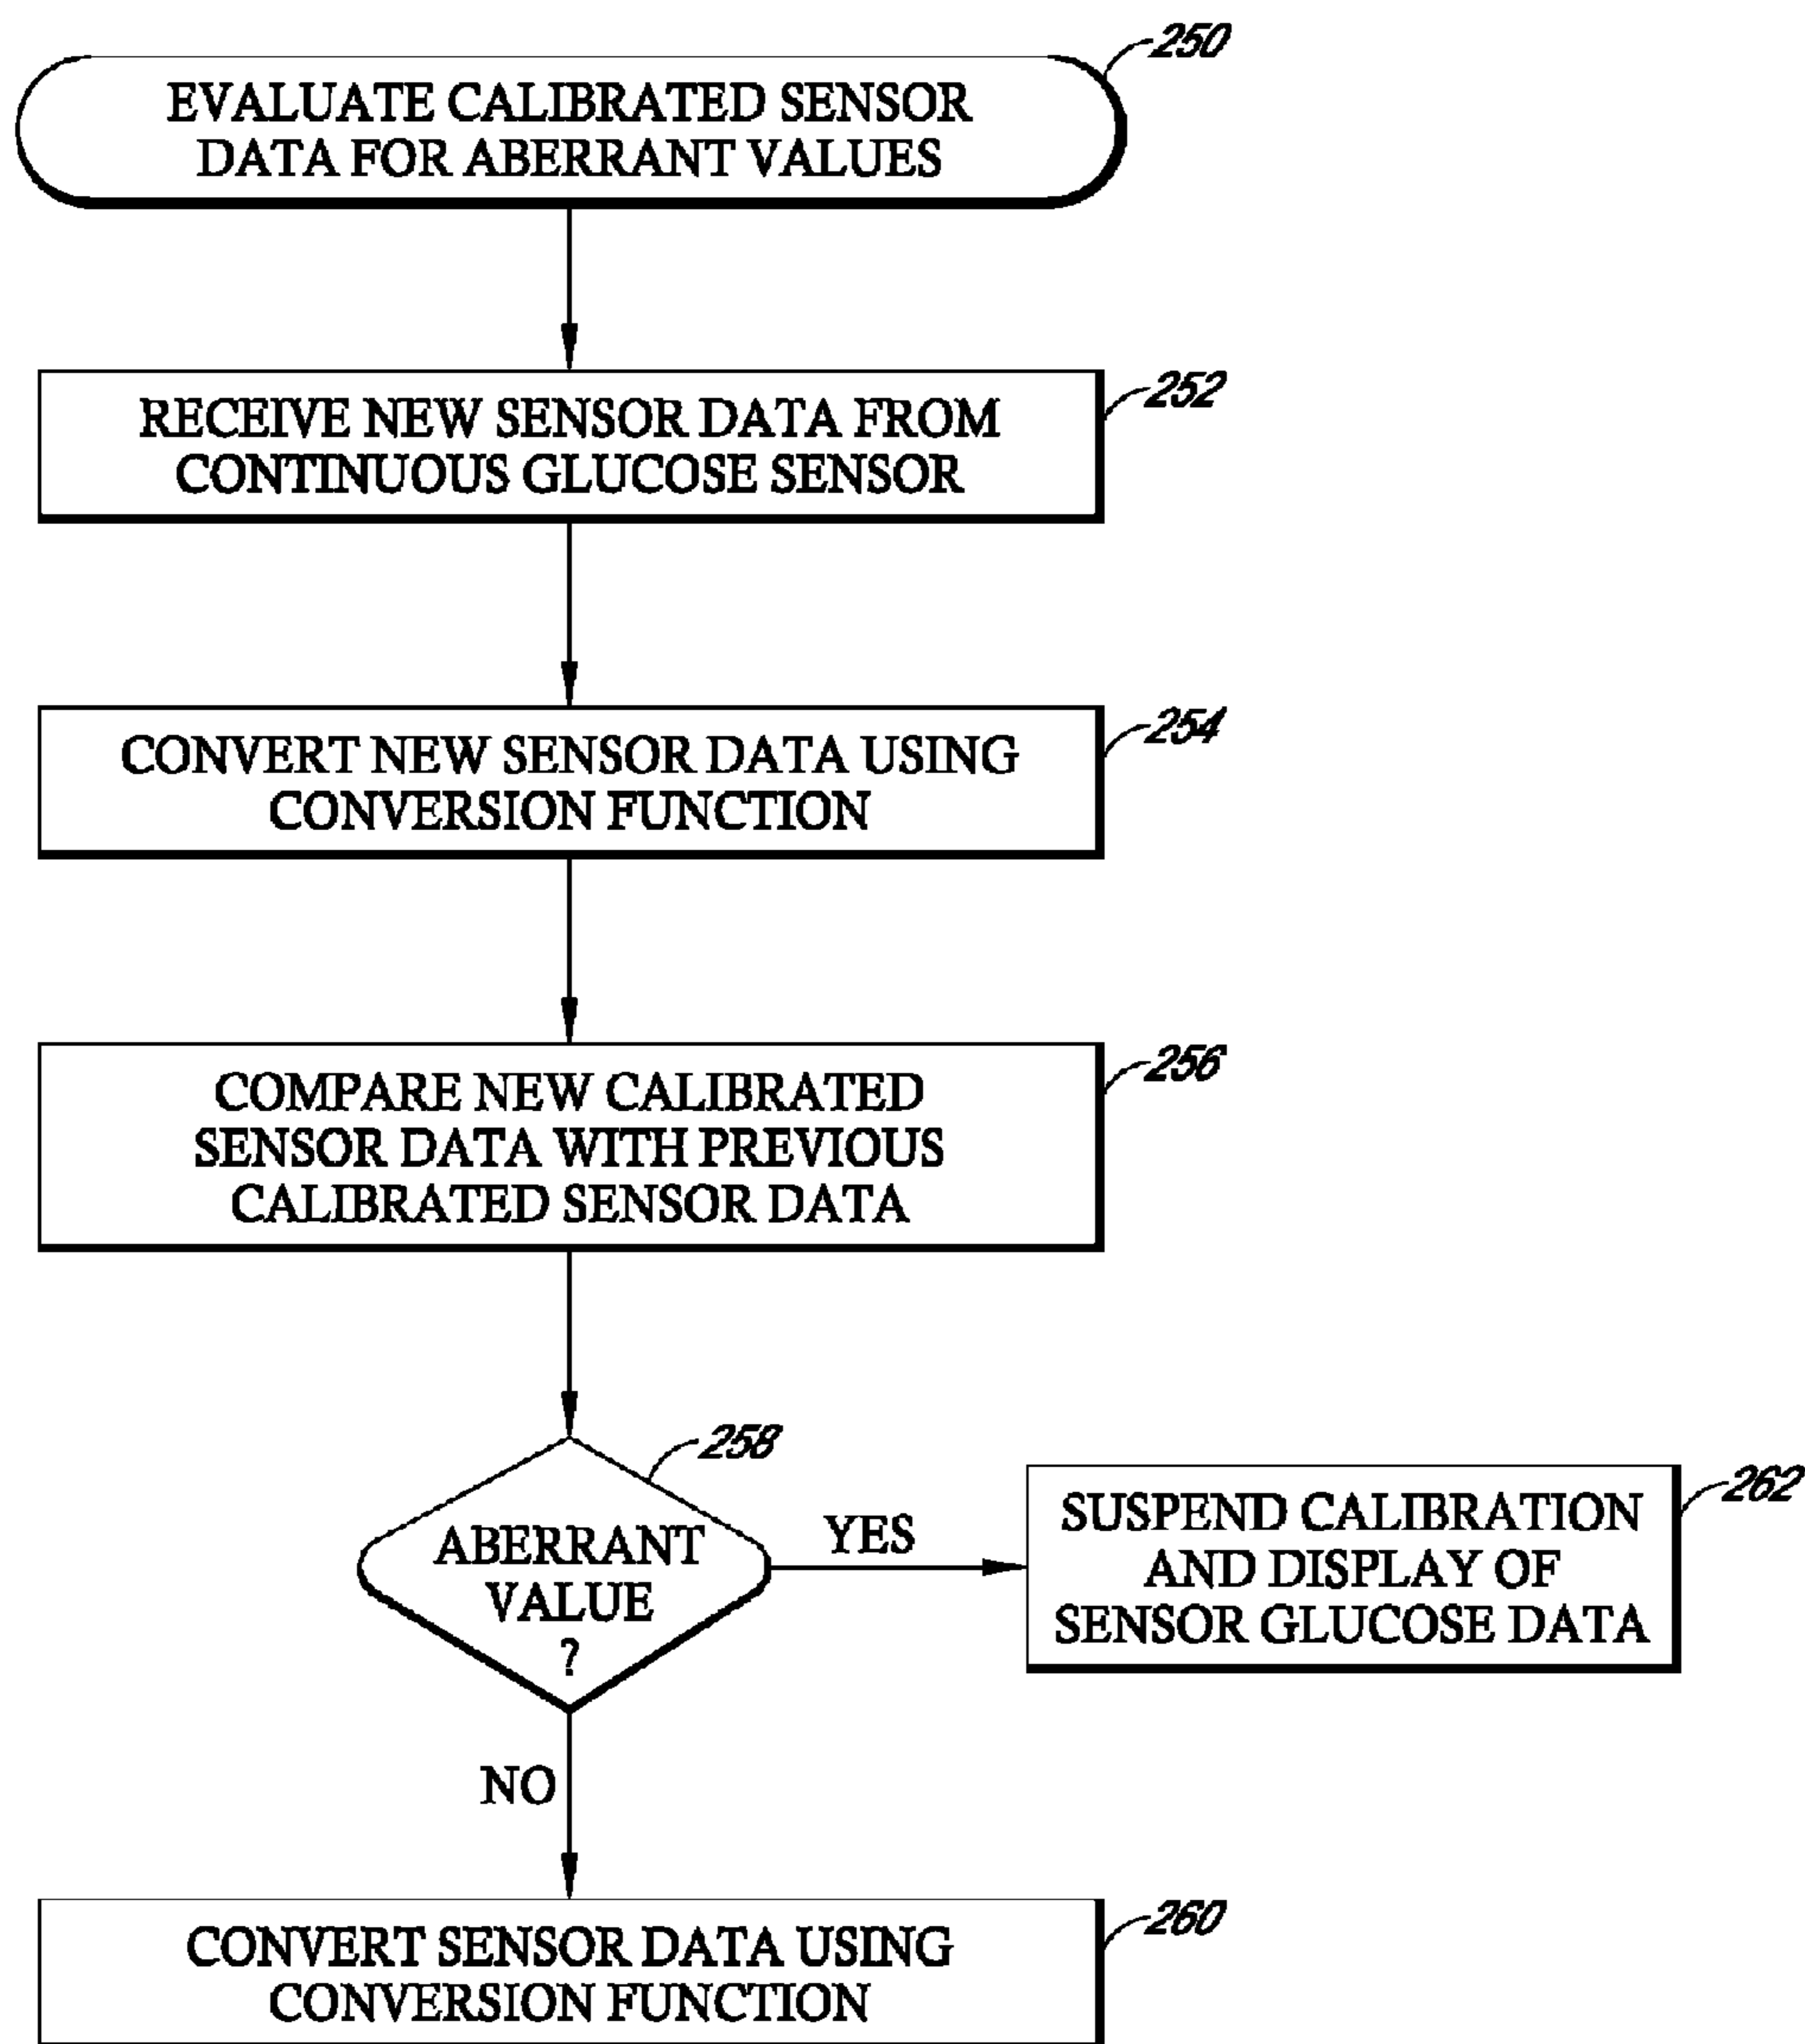 250
EVALUATE CALIBRATED SENSOR
DATA FOR ABERRANT VALUES
252
RECEIVE NEW SENSOR DATA FROM
CONTINUOUS GLUCOSE SENSOR
254
CONVERT NEW SENSOR DATA USING
CONVERSION FUNCTION
256
COMPARE NEW CALIBRATED
SENSOR DATA WITH PREVIOUS
CALIBRATED SENSOR DATA
258
ABERRANT
VALUE
?
YES
262
SUSPEND CALIBRATION
AND DISPLAY OF
SENSOR GLUCOSE DATA
NO
260
CONVERT SENSOR DATA USING
CONVERSION FUNCTION